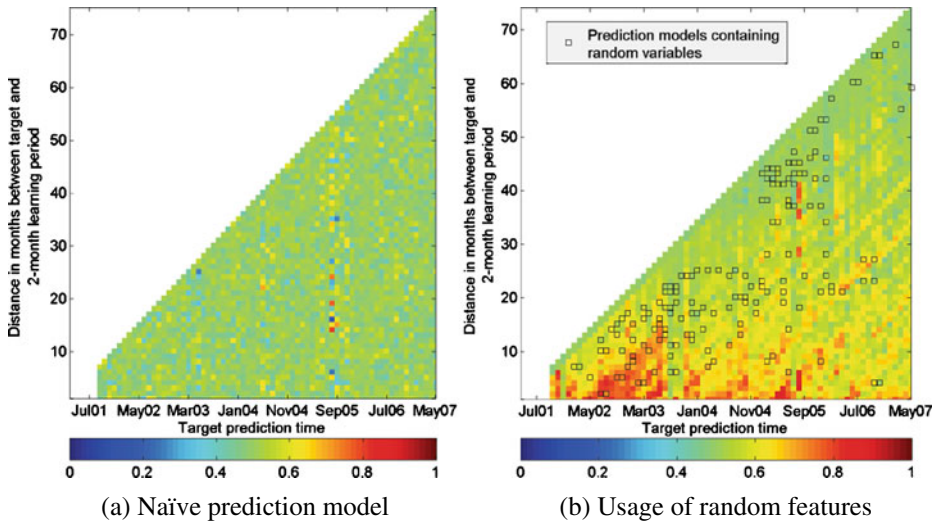 70
60
50
40
30
20
10
Distance in months between target and
2-month learning period
Jul01 May02 Mar03 Jan04 Nov04 Sep05 Jul06 May07
Target prediction time
0 0.2 0.4 0.6 0.8 1
(a) Naïve prediction model
Prediction models containing
random variables
70
60
50
40
30
20
10
Distance in months between target and
2-month learning period
Jul01 May02 Mar03 Jan04 Nov04 Sep05 Jul06 May07
Target prediction time
0 0.2 0.4 0.6 0.8 1
(b) Usage of random features